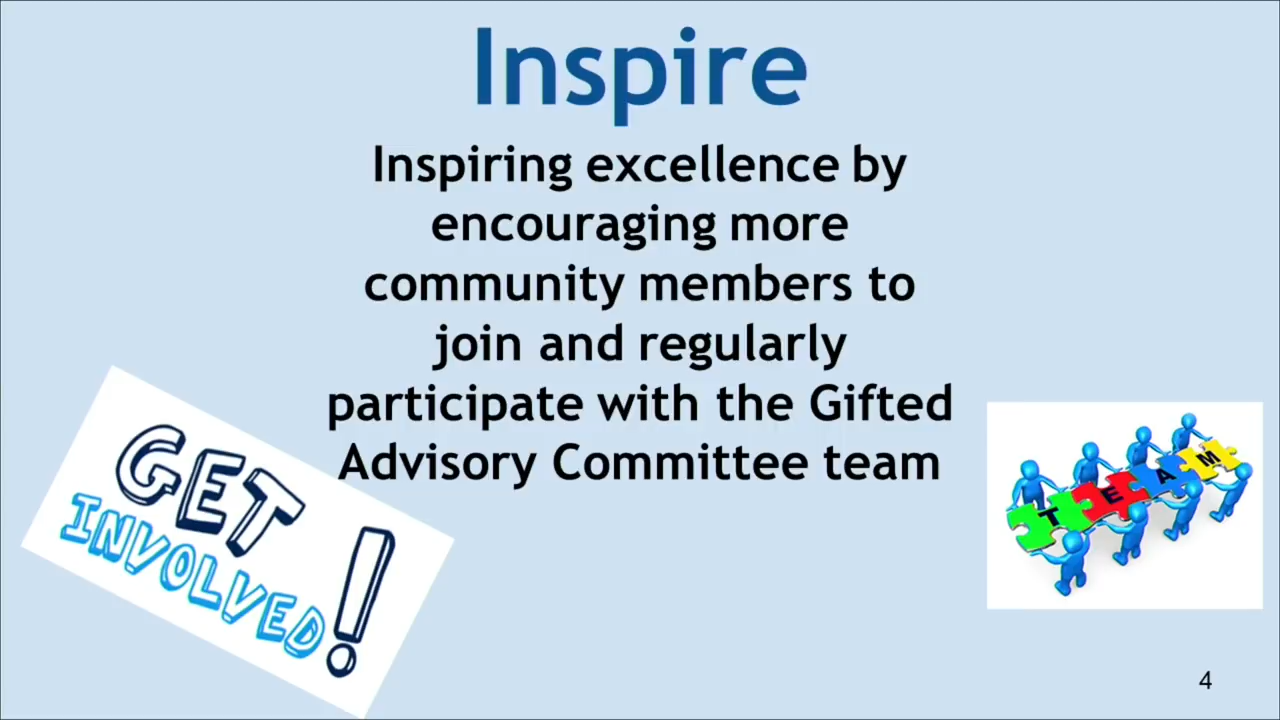 Inspire
Inspiring excellence by
encouraging more
community members to
join and regularly
participate with the Gifted
Advisory Committee team
GET
INVOLVED!
TEAM
4